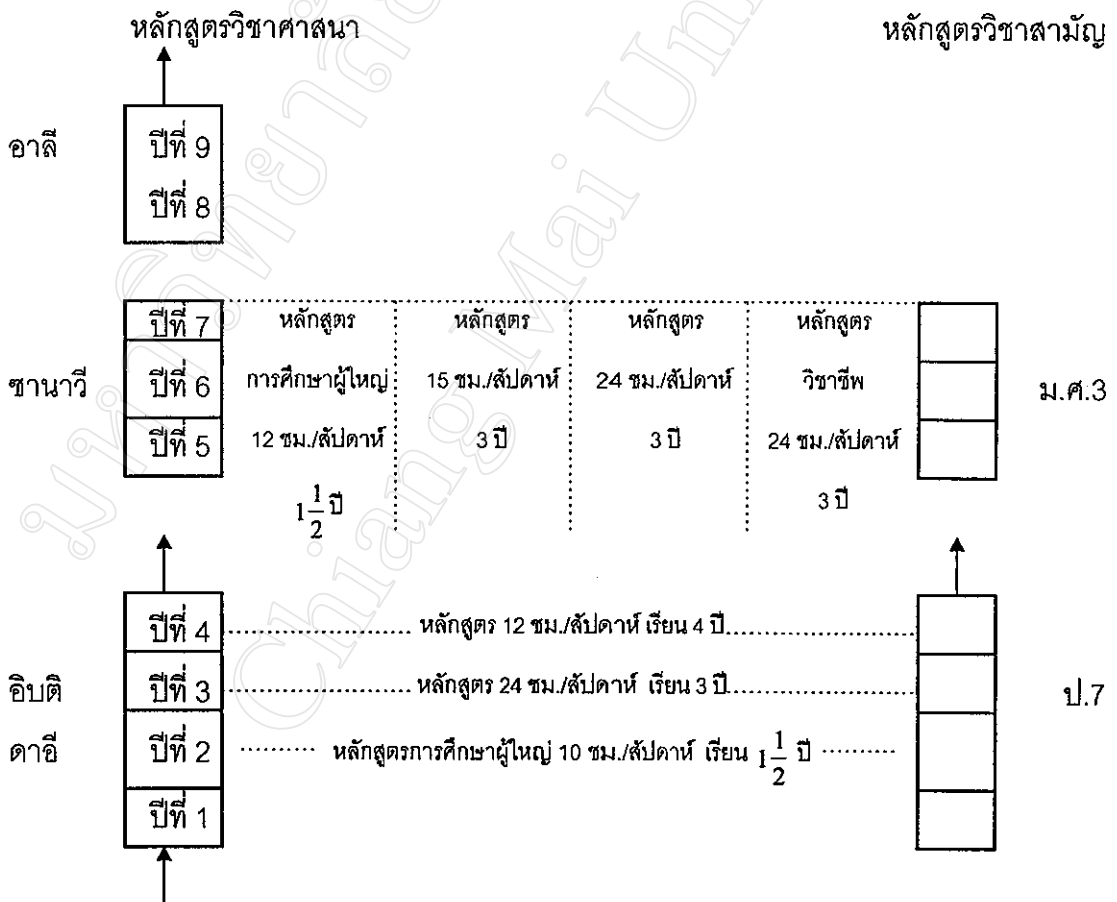 หลักสูตรวิชาศาสนา หลักสูตรวิชาสามัญ
อาลี ปีที่ 9
ปีที่ 8
ปีที่ 7 หลักสูตร หลักสูตร หลักสูตร หลักสูตร
ซานาวี ปีที่ 6 การศึกษาผู้ใหญ่ 15 ชม./สัปดาห์ 24 ชม./สัปดาห์ วิชาชีพ ม.ศ.3
ปีที่ 5 12 ชม./สัปดาห์ 3 ปี 3 ปี 24 ชม./สัปดาห์
1 1/2 ปี 3 ปี
ปีที่ 4 หลักสูตร 12 ชม./สัปดาห์ เรียน 4 ปี
อิบติ ปีที่ 3 หลักสูตร 24 ชม./สัปดาห์ เรียน 3 ปี ป.7
ดาอี ปีที่ 2 หลักสูตรการศึกษาผู้ใหญ่ 10 ชม./สัปดาห์ เรียน 1 1/2 ปี
ปีที่ 1
Chiang Mai Uni